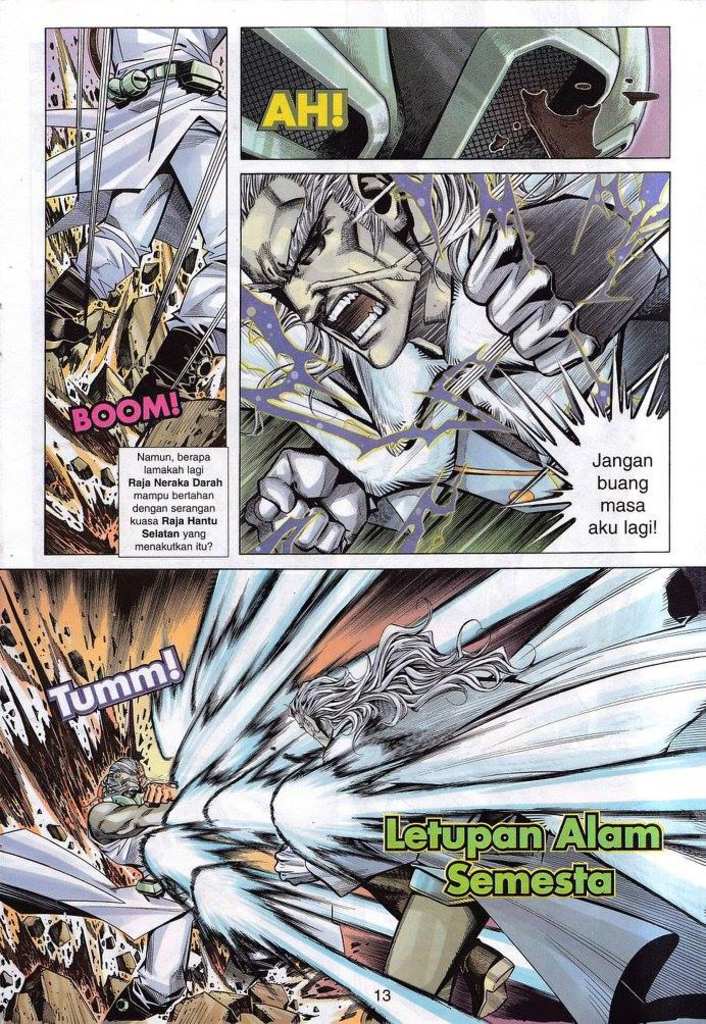 BOOM!
Namun, berapa
lamakah lagi
Raja Neraka Darah
mampu bertahan
dengan serangan
kuasa Raja Hantu
Selatan yang
menakutkan itu?
AH!
Jangan
buang
masa
aku lagi!
Tumm!
Letupan Alam
Semesta
13